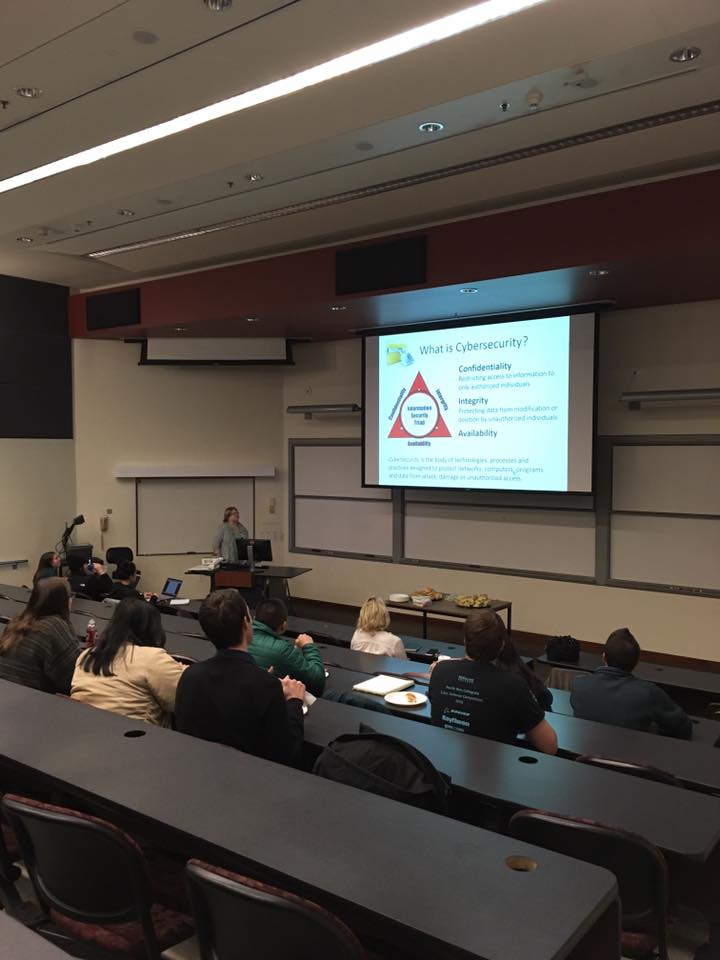 What is Cybersecurity?
Confidentiality
Restricting access to information to
only authorized individuals
Integrity
Protecting data from modification or
deletion by unauthorized individuals
Availability
Confidentiality
Integrity
Information
Security
Triad
Availability
Cybersecurity is the body of technologies, processes and
practices designed to protect networks, computers, programs
and data from attack, damage or unauthorized access.
Raytheon